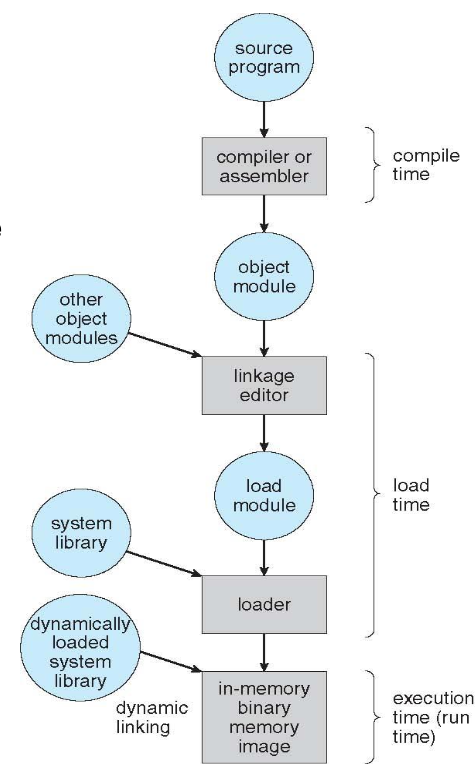 source
program
compiler or
assembler
compile
time
e
object
module
other
object
modules
linkage
editor
load
module
load
time
system
library
loader
dynamically
loaded
system
library
dynamic
linking
in-memory
binary
memory
image
execution
time (run
time)